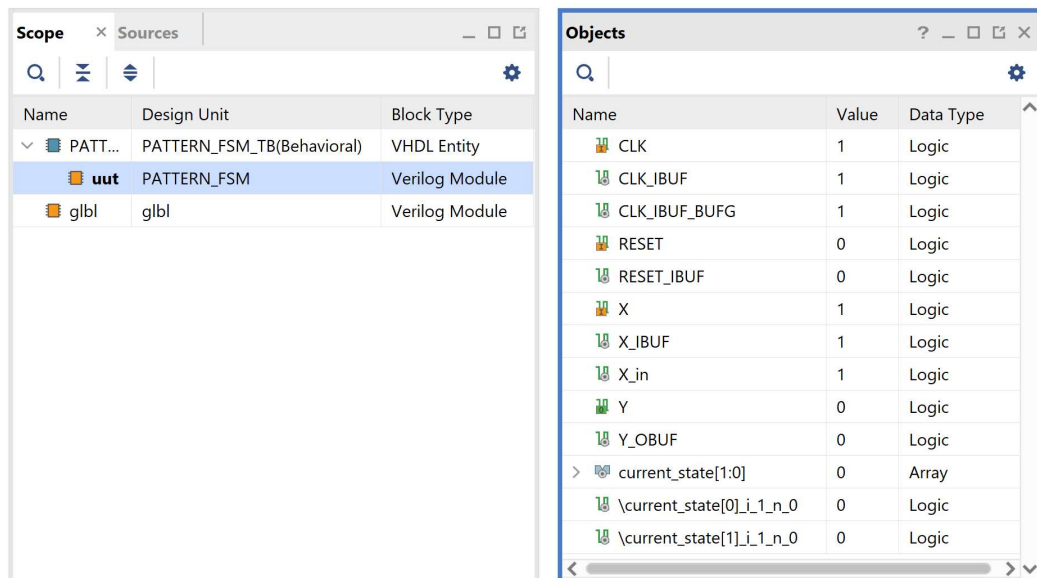 Scope × Sources
Name Design Unit Block Type
PATT... PATTERN_FSM_TB(Behavioral) VHDL Entity
uut PATTERN_FSM Verilog Module
glbl glbl Verilog Module
Objects ? _
Name Value Data Type
CLK 1 Logic
CLK_IBUF 1 Logic
CLK_IBUF_BUFG 1 Logic
RESET 0 Logic
RESET_IBUF 0 Logic
X 1 Logic
X_IBUF 1 Logic
X_in 1 Logic
Y 0 Logic
Y_OBUF 0 Logic
current_state[1:0] 0 Array
\current_state[0]_i_1_n_0 0 Logic
\current_state[1]_i_1_n_0 0 Logic